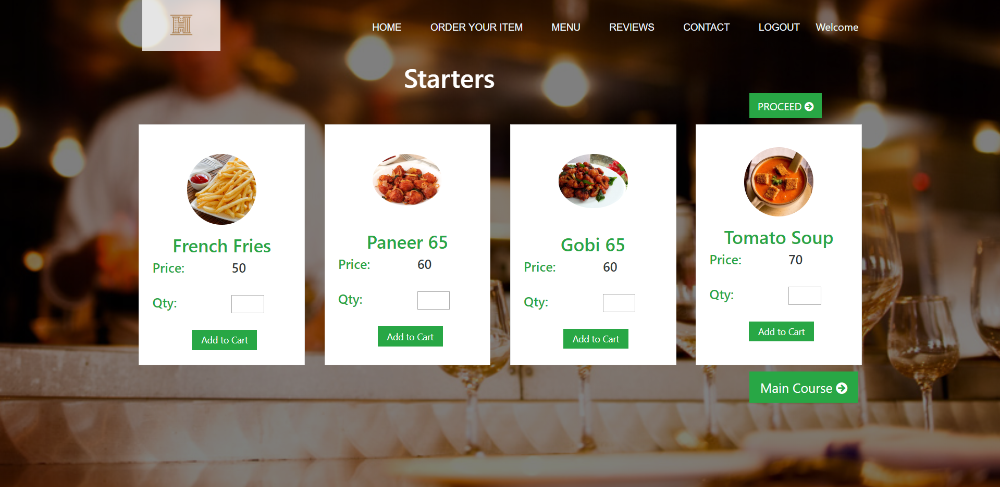 H
HOME ORDER YOUR ITEM MENU REVIEWS CONTACT LOGOUT Welcome
Starters
PROCEED
French Fries
Price: 50
Qty:
Add to Cart
Paneer 65
Price: 60
Qty:
Add to Cart
Gobi 65
Price: 60
Qty:
Add to Cart
Tomato Soup
Price: 70
Qty:
Add to Cart
Main Course